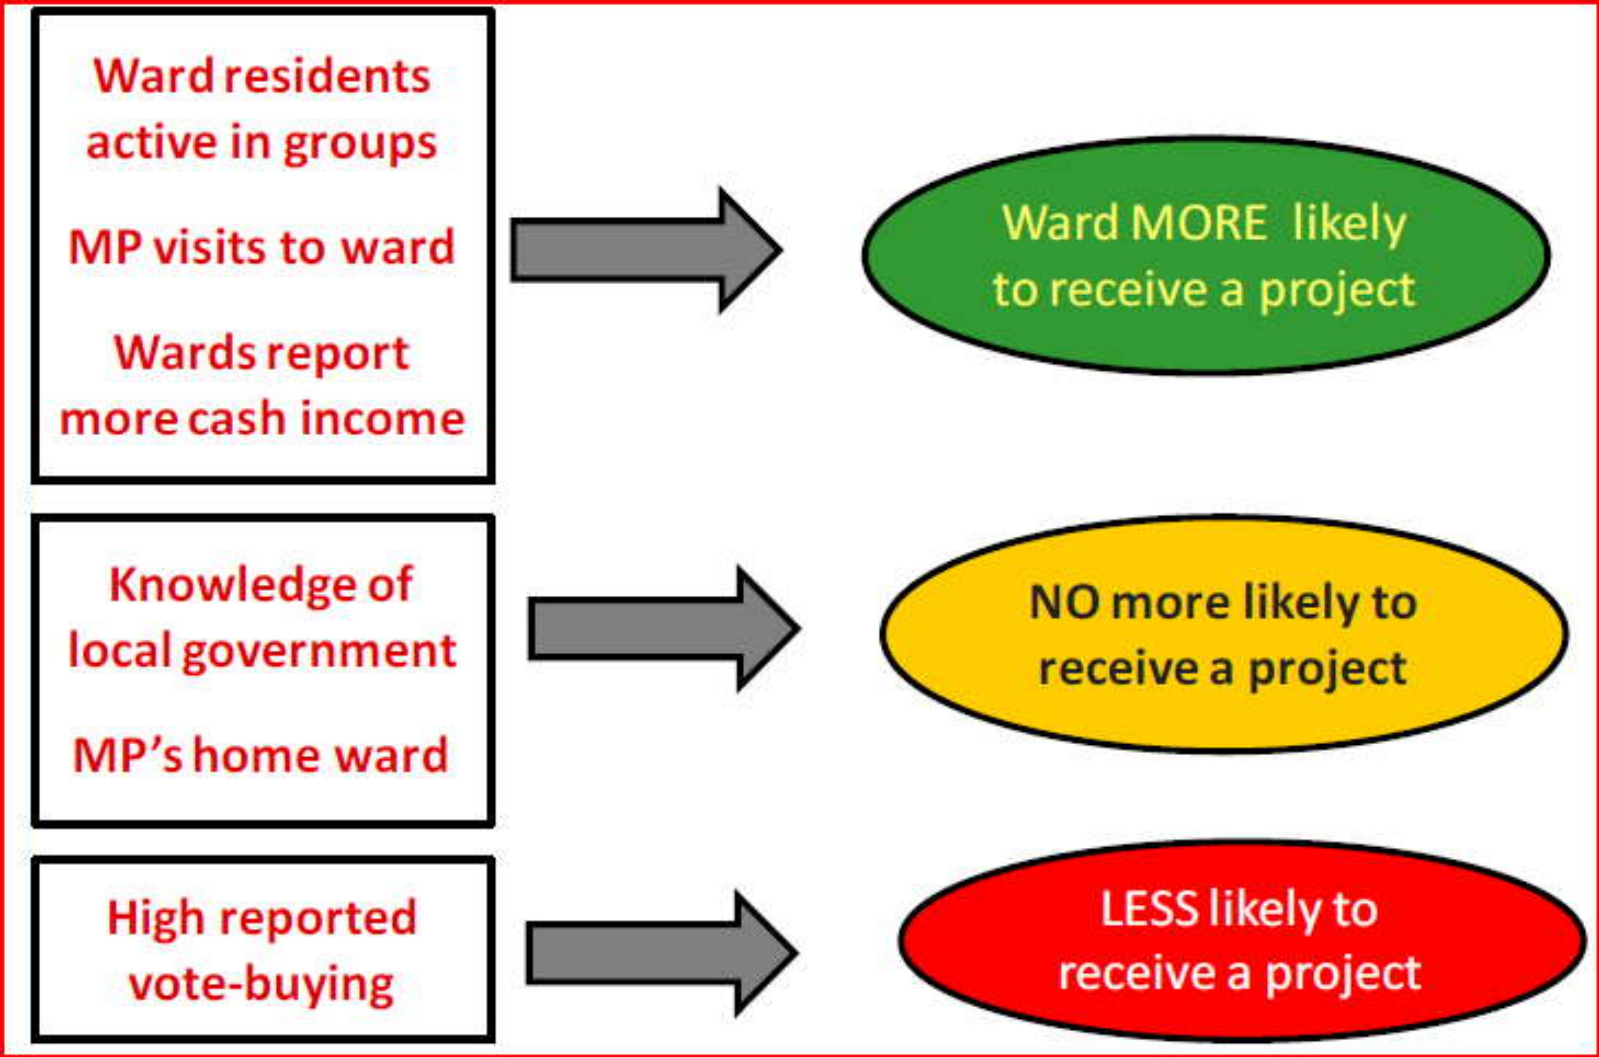 Ward residents
active in groups
MP visits to ward
Wards report
more cash income
Ward MORE likely
to receive a project
Knowledge of
local government
MP’s home ward
NO more likely to
receive a project
High reported
vote-buying
LESS likely to
receive a project